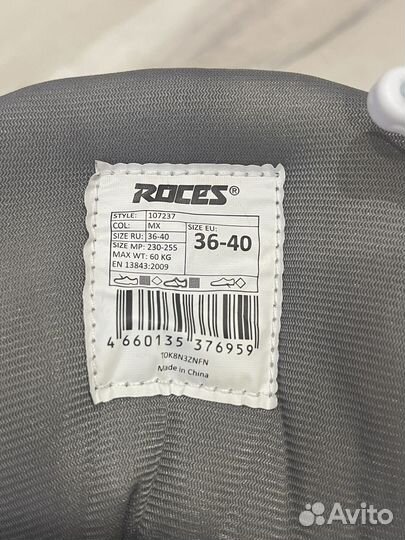 ROCES®
STYLE: 107237
COL: MX
SIZE RU: 36-40
SIZE MP: 230-255
MAX WT: 60 KG
EN 13843:2009
SIZE EU:
36-40
4 660135 376959
10K8N3ZNFN
Made in China
Avito